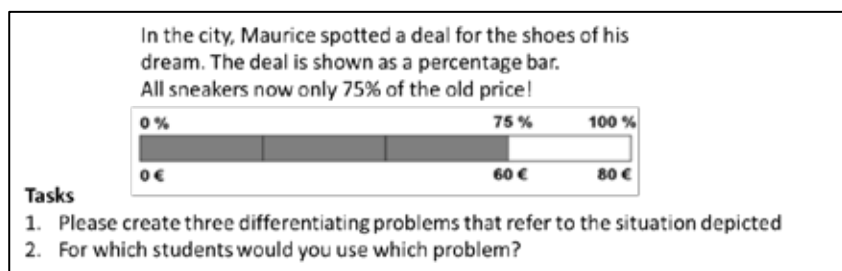 In the city, Maurice spotted a deal for the shoes of his
dream. The deal is shown as a percentage bar.
All sneakers now only 75% of the old price!
0 % 75 % 100 %
0 € 60 € 80 €
Tasks
1. Please create three differentiating problems that refer to the situation depicted
2. For which students would you use which problem?